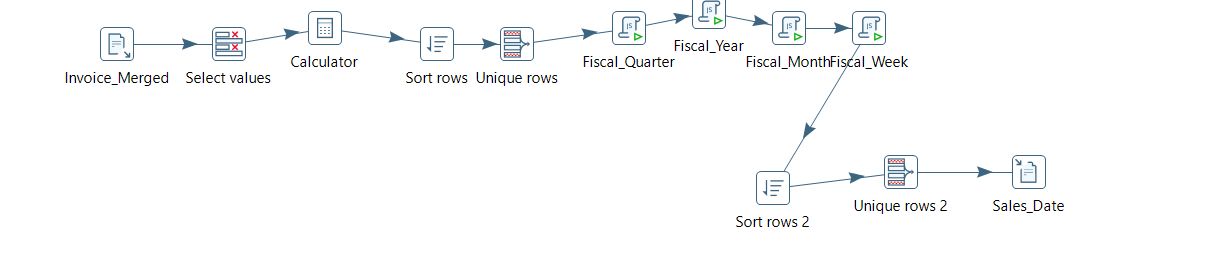 Invoice_Merged
Select values
Calculator
Sort rows
Unique rows
Fiscal_Quarter
Fiscal_Year
Fiscal_Month
Fiscal_Week
Sort rows 2
Unique rows 2
Sales_Date